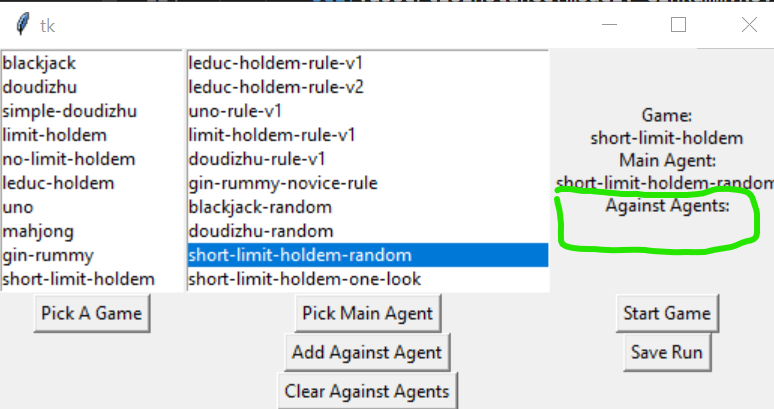 tk
blackjack
doudizhu
simple-doudizhu
limit-holdem
no-limit-holdem
leduc-holdem
uno
mahjong
gin-rummy
short-limit-holdem
leduc-holdem-rule-v1
leduc-holdem-rule-v2
uno-rule-v1
limit-holdem-rule-v1
doudizhu-rule-v1
gin-rummy-novice-rule
blackjack-random
doudizhu-random
short-limit-holdem-random
short-limit-holdem-one-look
Game:
short-limit-holdem
Main Agent:
short-limit-holdem-random
Against Agents:
Pick A Game
Pick Main Agent
Start Game
Add Against Agent
Save Run
Clear Against Agents